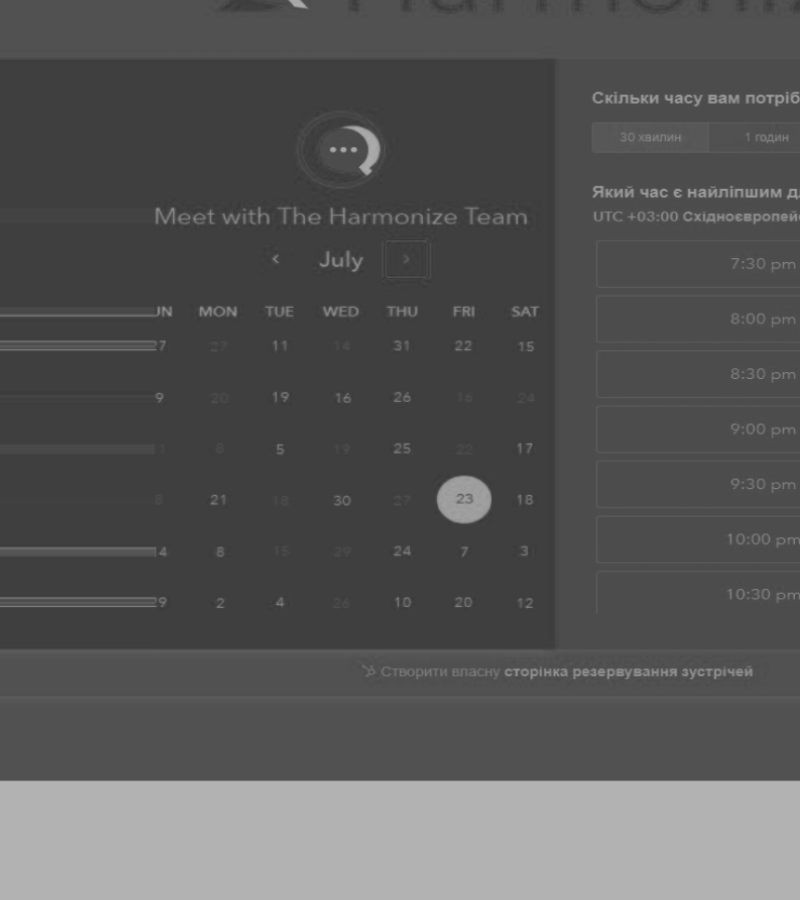 Meet with The Harmonize Team
July
UN MON TUE WED THU FRI SAT
7 27 11 14 31 22 15
9 20 19 16 26 16 24
1 8 5 19 25 22 17
8 21 18 30 27 23 18
4 8 15 29 24 7 3
9 2 4 26 10 20 12
Скільки часу вам потріб
30 хвилин 1 годин
Який час є найліпшим д
UTC +03:00 Східноєвропей
7:30 pm
8:00 pm
8:30 pm
9:00 pm
9:30 pm
10:00 pm
10:30 pm
Створити власну сторінка резервування зустрічей